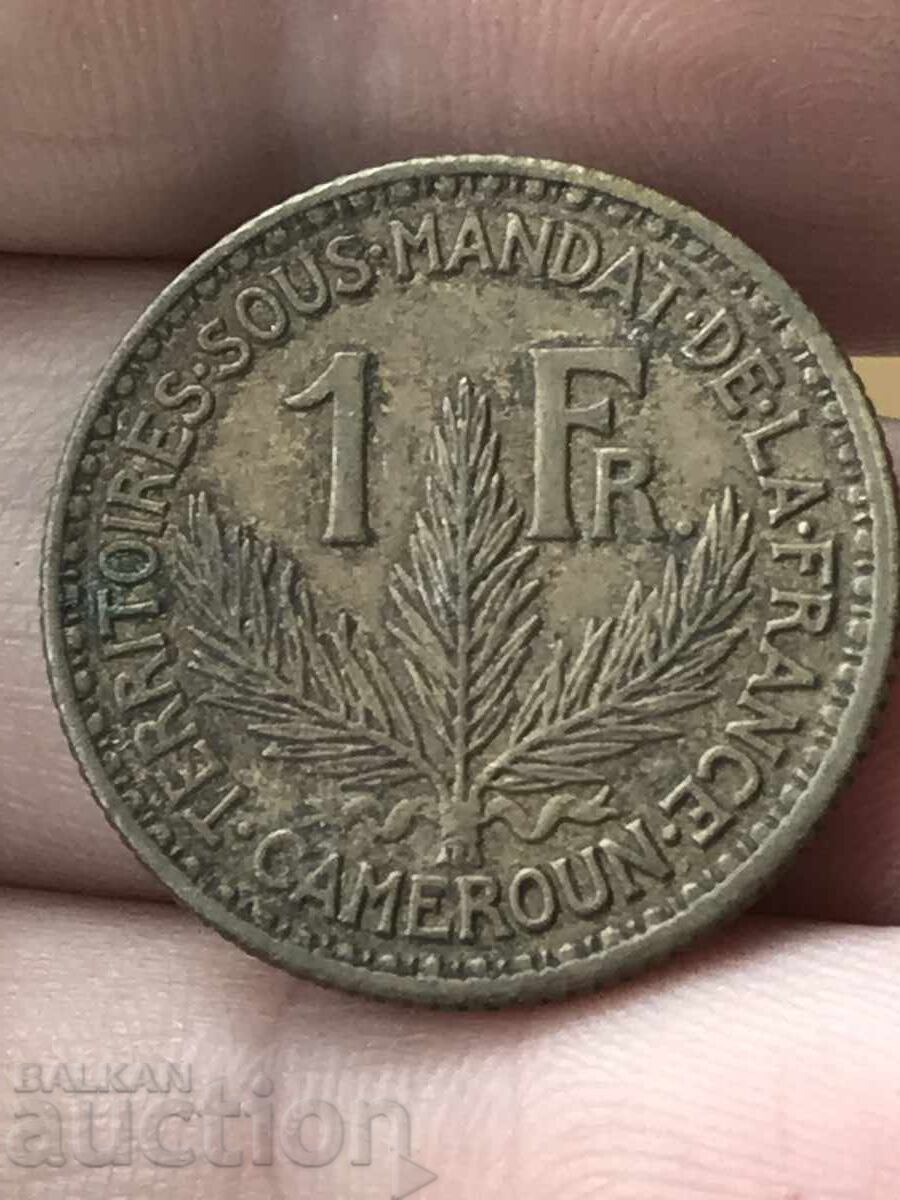 TERRITOIRES·SOUS·MANDAT·DE·LA·FRANCE·
1 FR.
·CAMEROUN·
BALKAN
auction